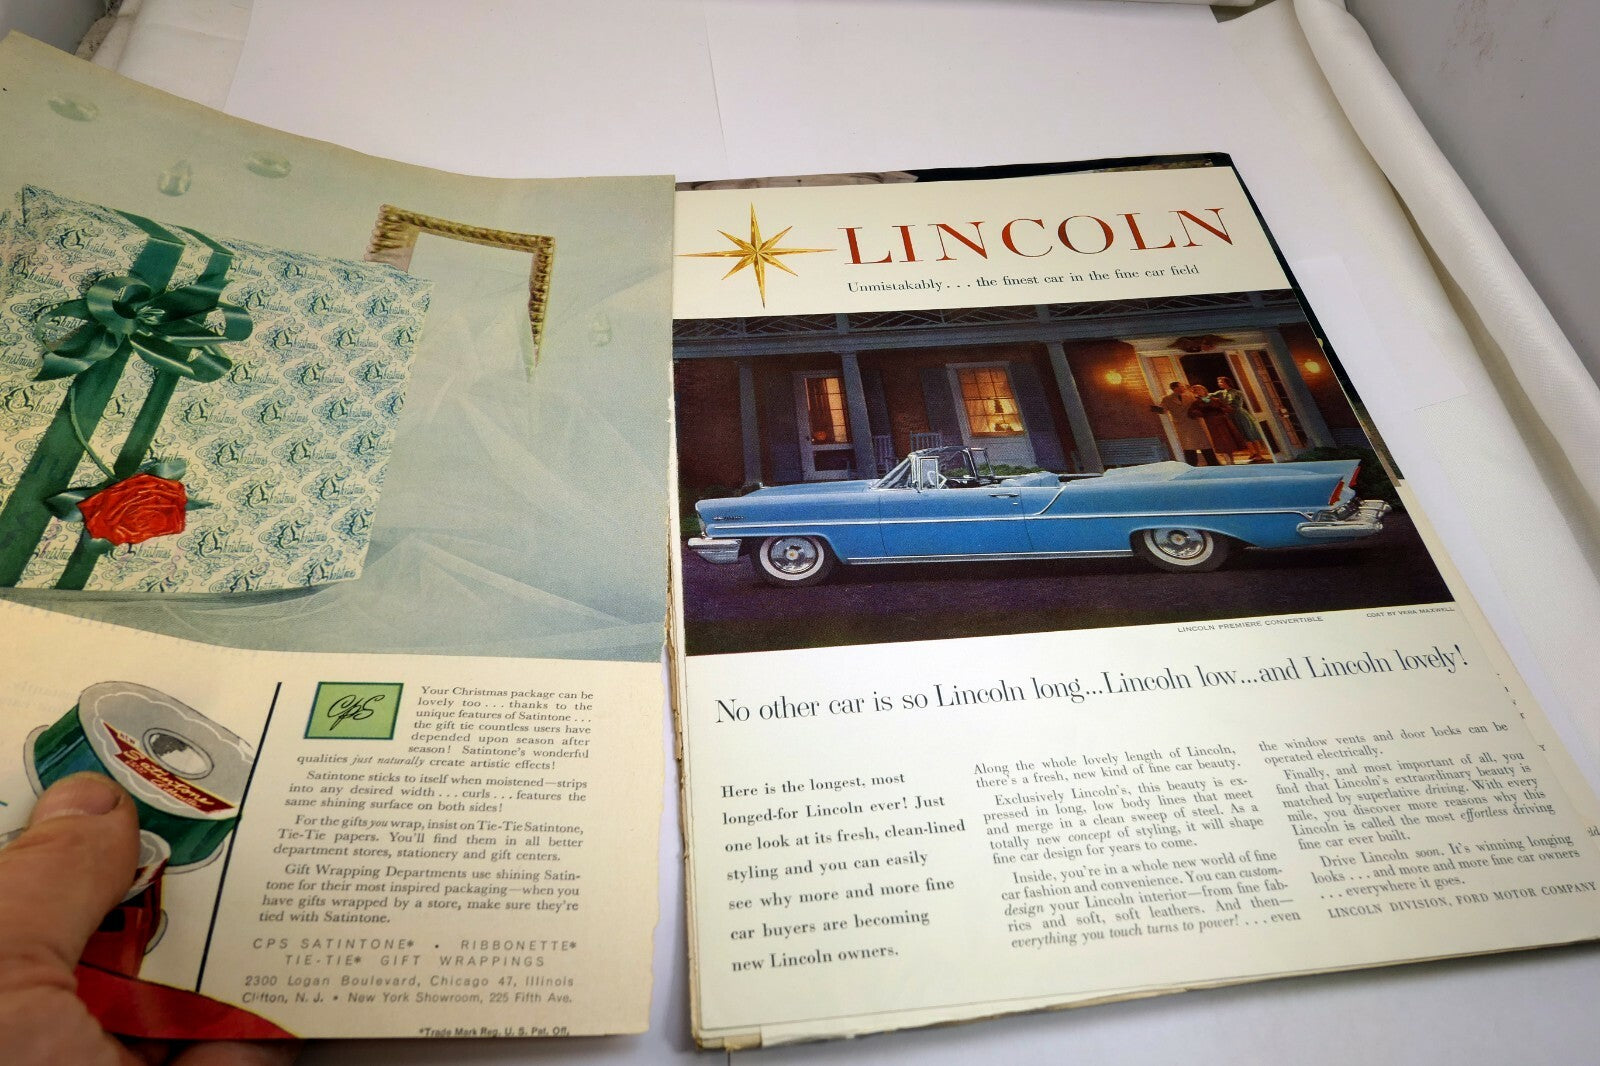 Christmas
CPS
Your Christmas package can be
lovely too . . . thanks to the
unique features of Satintone . . .
the gift tie countless users have
depended upon season after
season! Satintone's wonderful
qualities just naturally create artistic effects!
Satintone sticks to itself when moistened—strips
into any desired width . . . curls . . . features the
same shining surface on both sides!
For the gifts you wrap, insist on Tie-Tie Satintone,
Tie-Tie papers. You'll find them in all better
department stores, stationery and gift centers.
Gift Wrapping Departments use shining Satin-
tone for their most inspired packaging—when you
have gifts wrapped by a store, make sure they're
tied with Satintone.
CPS SATINTONE* • RIBBONETTE*
TIE-TIE* GIFT WRAPPINGS
2300 Logan Boulevard, Chicago 47, Illinois
Clifton, N. J. • New York Showroom, 225 Fifth Ave.
*Trade Mark Reg. U. S. Pat. Off.
Satintone
LINCOLN
Unmistakably . . . the finest car in the fine car field
LINCOLN PREMIERE CONVERTIBLE
COAT BY VERA MAXWELL
No other car is so Lincoln long...Lincoln low...and Lincoln lovely!
Here is the longest, most
longed-for Lincoln ever! Just
one look at its fresh, clean-lined
styling and you can easily
see why more and more fine
car buyers are becoming
new Lincoln owners.
Along the whole lovely length of Lincoln,
there's a fresh, new kind of fine car beauty.
Exclusively Lincoln's, this beauty is ex-
pressed in long, low body lines that meet
and merge in a clean sweep of steel. As a
totally new concept of styling, it will shape
fine car design for years to come.
Inside, you're in a whole new world of fine
car fashion and convenience. You can custom-
design your Lincoln interior—from fine fab-
rics and soft, soft leathers. And then—
everything you touch turns to power! . . . even
the window vents and door locks can be
operated electrically.
Finally, and most important of all, you
find that Lincoln's extraordinary beauty is
matched by superlative driving. With every
mile, you discover more reasons why this
Lincoln is called the most effortless driving
fine car ever built.
Drive Lincoln soon. It's winning longing
looks . . . and more and more fine car owners
. . . everywhere it goes.
LINCOLN DIVISION, FORD MOTOR COMPANY